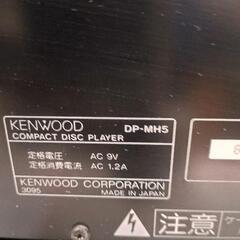 KENWOOD DP-MH5
COMPACT DISC PLAYER
定格電圧 AC 9V
定格消費電流 AC 1.2A
KENWOOD CORPORATION
3095 MADE IN JAPAN
注意